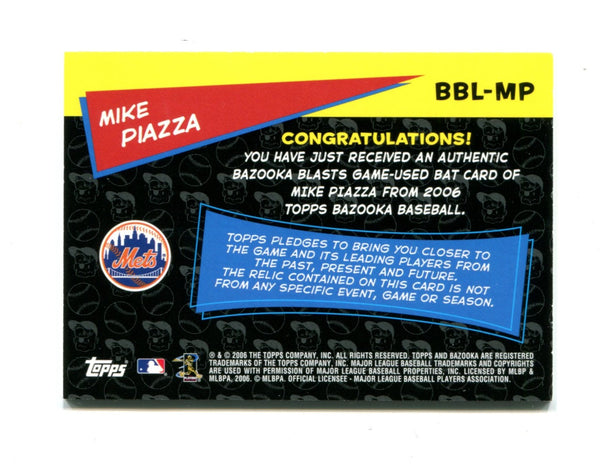 BBL-MP
MIKE
PIAZZA
CONGRATULATIONS!
YOU HAVE JUST RECEIVED AN AUTHENTIC
BAZOOKA BLASTS GAME-USED BAT CARD OF
MIKE PIAZZA FROM 2006
TOPPS BAZOOKA BASEBALL.
Mets
TOPPS PLEDGES TO BRING YOU CLOSER TO
THE GAME AND ITS LEADING PLAYERS FROM
THE PAST, PRESENT AND FUTURE.
THE RELIC CONTAINED ON THIS CARD IS NOT
FROM ANY SPECIFIC EVENT, GAME OR SEASON.
topps
® & © 2006 THE TOPPS COMPANY, INC. ALL RIGHTS RESERVED. TOPPS AND BAZOOKA ARE REGISTERED
TRADEMARKS OF THE TOPPS COMPANY, INC. MAJOR LEAGUE BASEBALL TRADEMARKS AND COPYRIGHTS
ARE USED WITH PERMISSION OF MAJOR LEAGUE BASEBALL PROPERTIES, INC. LICENSED BY MLBP &
MLBPA, 2006. © MLBPA. OFFICIAL LICENSEE - MAJOR LEAGUE BASEBALL PLAYERS ASSOCIATION.